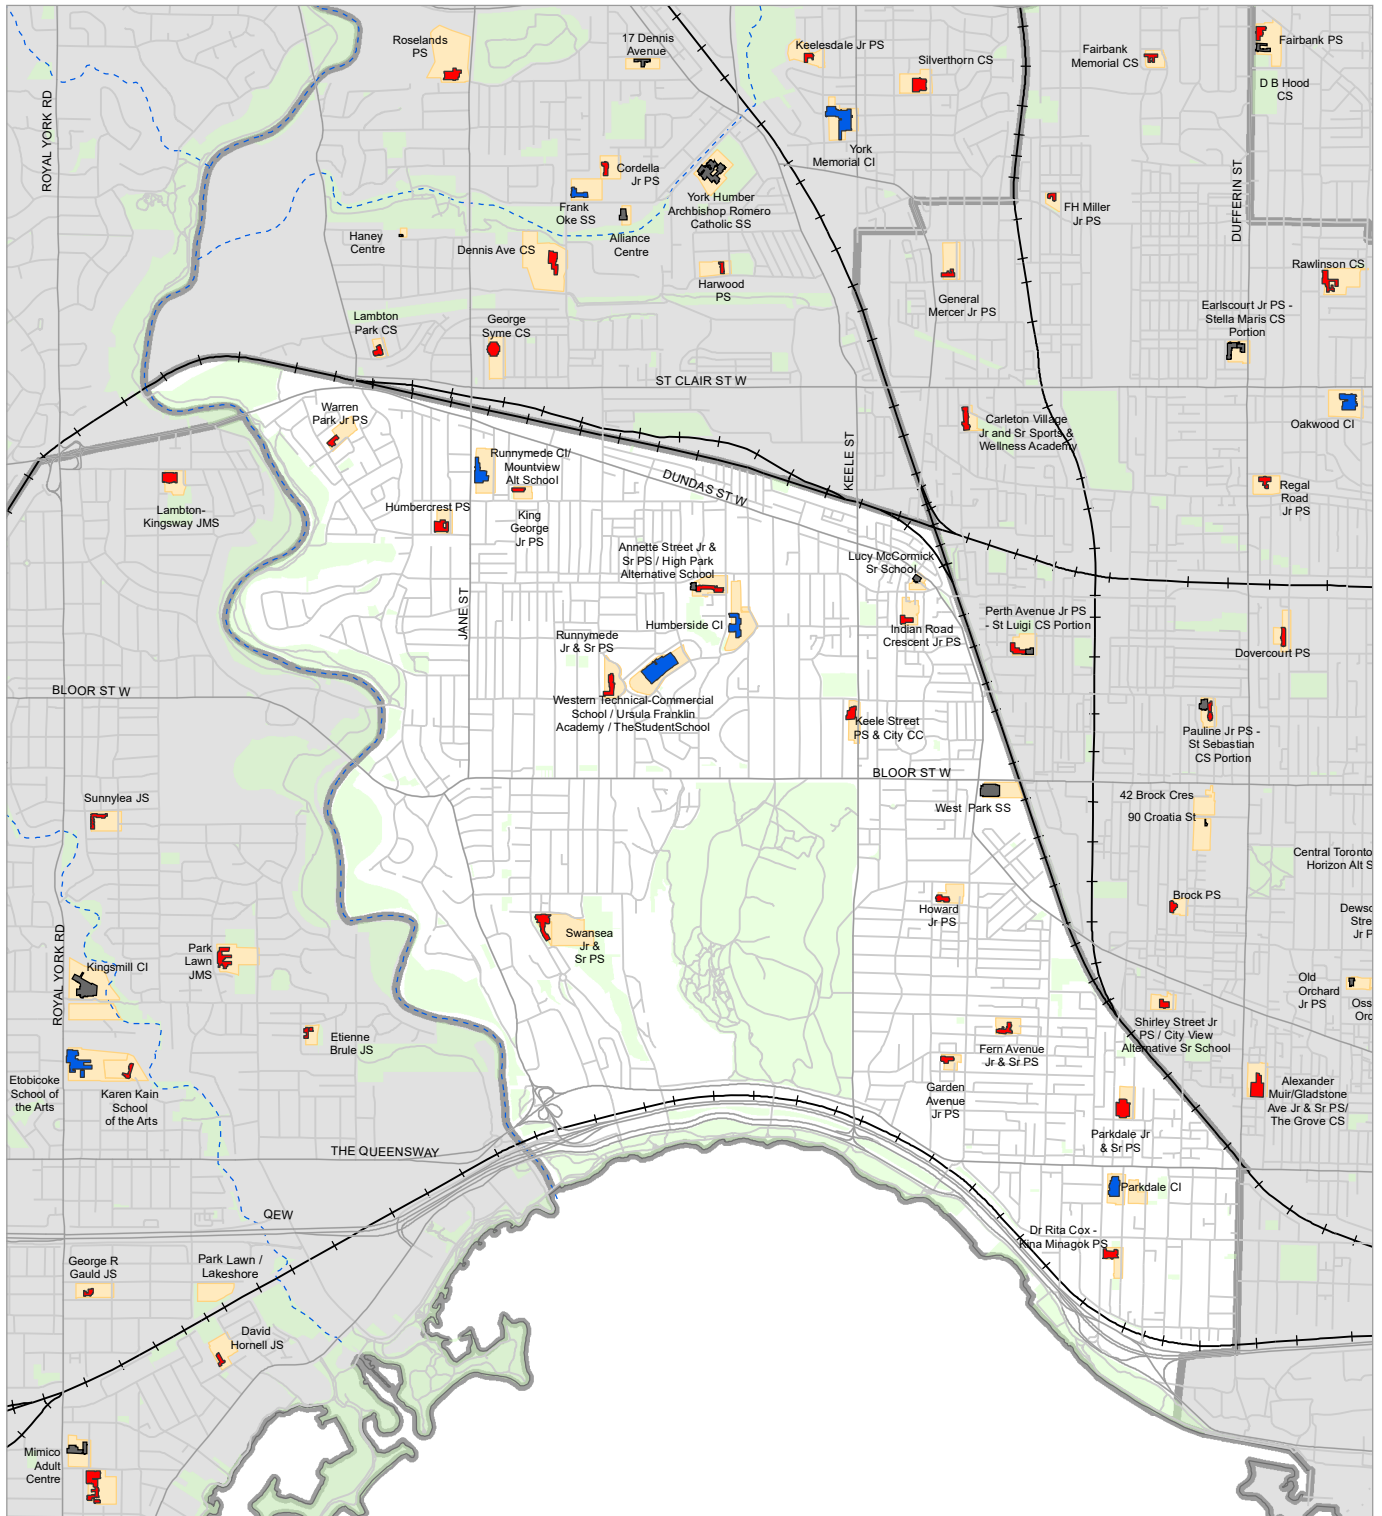 Roselands
PS
17 Dennis
Avenue
Keelesdale Jr PS
Silverthorn CS
Fairbank
Memorial CS
Fairbank PS
D B Hood
CS
ROYAL YORK RD
York
Memorial CI
Cordella
Jr PS
Frank
Oke SS
Alliance
Centre
York Humber
Archbishop Romero
Catholic SS
FH Miller
Jr PS
DUFFERIN ST
Haney
Centre
Dennis Ave CS
Harwood
PS
General
Mercer Jr PS
Rawlinson CS
Earlscourt Jr PS -
Stella Maris CS
Portion
Lambton
Park CS
George
Syme CS
ST CLAIR ST W
Warren
Park Jr PS
Carleton Village
Jr and Sr Sports &
Wellness Academy
Oakwood CI
KEELE ST
Runnymede CI/
Mountview
Alt School
DUNDAS ST W
Lambton-
Kingsway JMS
Humbercrest PS
King
George
Jr PS
Regal
Road
Jr PS
Annette Street Jr &
Sr PS / High Park
Alternative School
Lucy McCormick
Sr School
JANE ST
Humberside CI
Indian Road
Crescent Jr PS
Perth Avenue Jr PS
- St Luigi CS Portion
Runnymede
Jr & Sr PS
Dovercourt PS
BLOOR ST W
Western Technical-Commercial
School / Ursula Franklin
Academy / TheStudentSchool
Keele Street
PS & City CC
Pauline Jr PS -
St Sebastian
CS Portion
BLOOR ST W
Sunnylea JS
West Park SS
42 Brock Cres
90 Croatia St
Central Toronto
Horizon Alt S
Brock PS
Howard
Jr PS
Dewso
Stre
Jr P
Swansea
Jr &
Sr PS
Park
Lawn
JMS
Kingsmill CI
ROYAL YORK RD
Old
Orchard
Jr PS
Oss
Ord
Etienne
Brule JS
Fern Avenue
Jr & Sr PS
Shirley Street Jr
PS / City View
Alternative Sr School
Etobicoke
School of
the Arts
Karen Kain
School
of the Arts
Garden
Avenue
Jr PS
Alexander
Muir/Gladstone
Ave Jr & Sr PS/
The Grove CS
Parkdale Jr
& Sr PS
THE QUEENSWAY
Parkdale CI
QEW
Dr Rita Cox -
Kina Minagok PS
George R
Gauld JS
Park Lawn /
Lakeshore
David
Hornell JS
Mimico
Adult
Centre